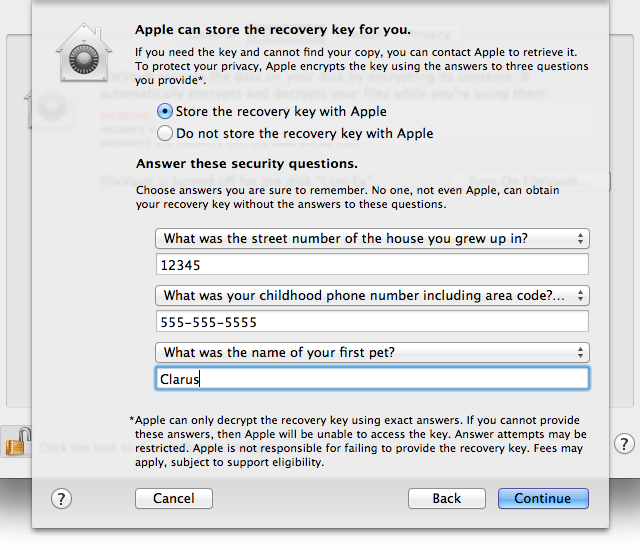 Apple can store the recovery key for you.
If you need the key and cannot find your copy, you can contact Apple to retrieve it.
To protect your privacy, Apple encrypts the key using the answers to three questions
you provide*.
Store the recovery key with Apple
Do not store the recovery key with Apple
Answer these security questions.
Choose answers you are sure to remember. No one, not even Apple, can obtain
your recovery key without the answers to these questions.
What was the street number of the house you grew up in?
12345
What was your childhood phone number including area code?...
555-555-5555
What was the name of your first pet?
Clarus
*Apple can only decrypt the recovery key using exact answers. If you cannot provide
these answers, then Apple will be unable to access the key. Answer attempts may be
restricted. Apple is not responsible for failing to provide the recovery key. Fees may
apply, subject to support eligibility.
Click the lock to
?
?
Cancel
Back
Continue